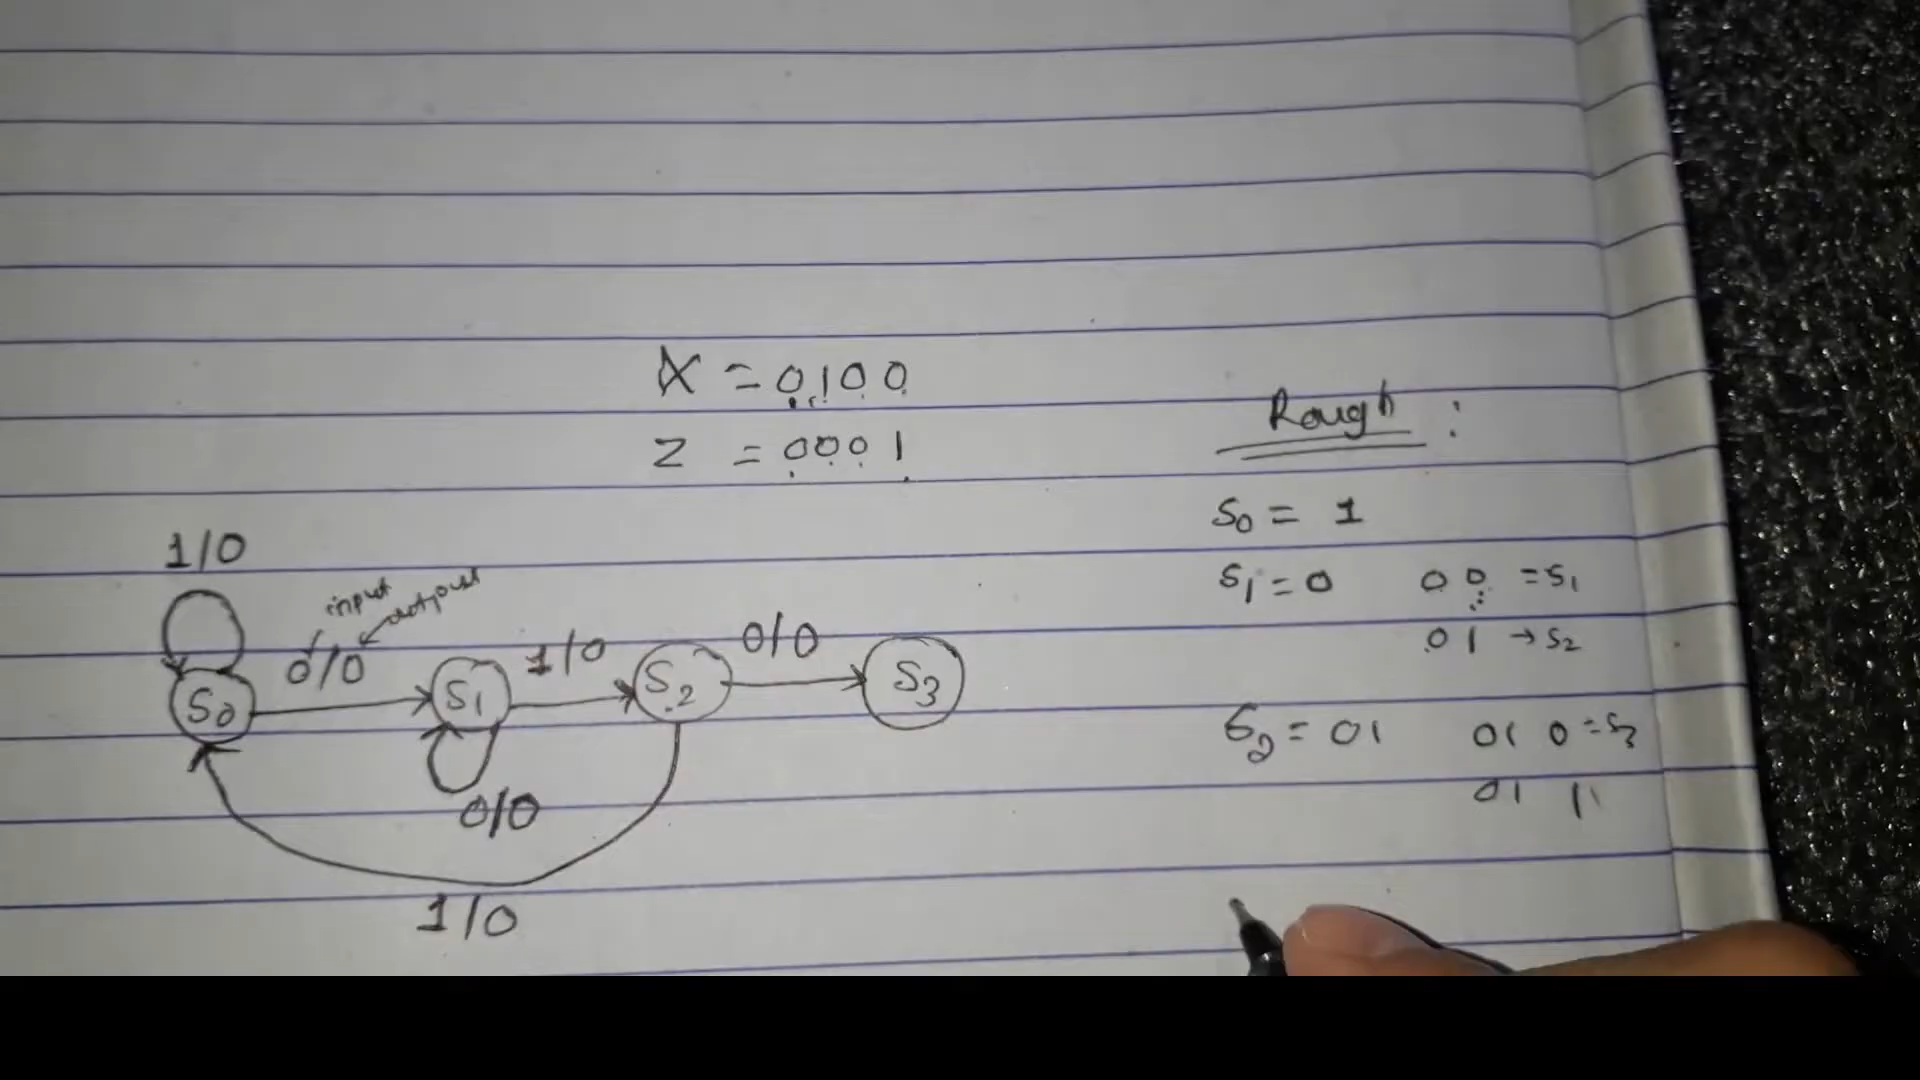 X = 0100
Z = 0001
Rough :
S0 = 1
S1 = 0 00 = S1
01 → S2
S2 = 01 010 = S3
01 1
1/0
input
output
0/0
1/0
0/0
S0
S1
S2
S3
0/0
1/0